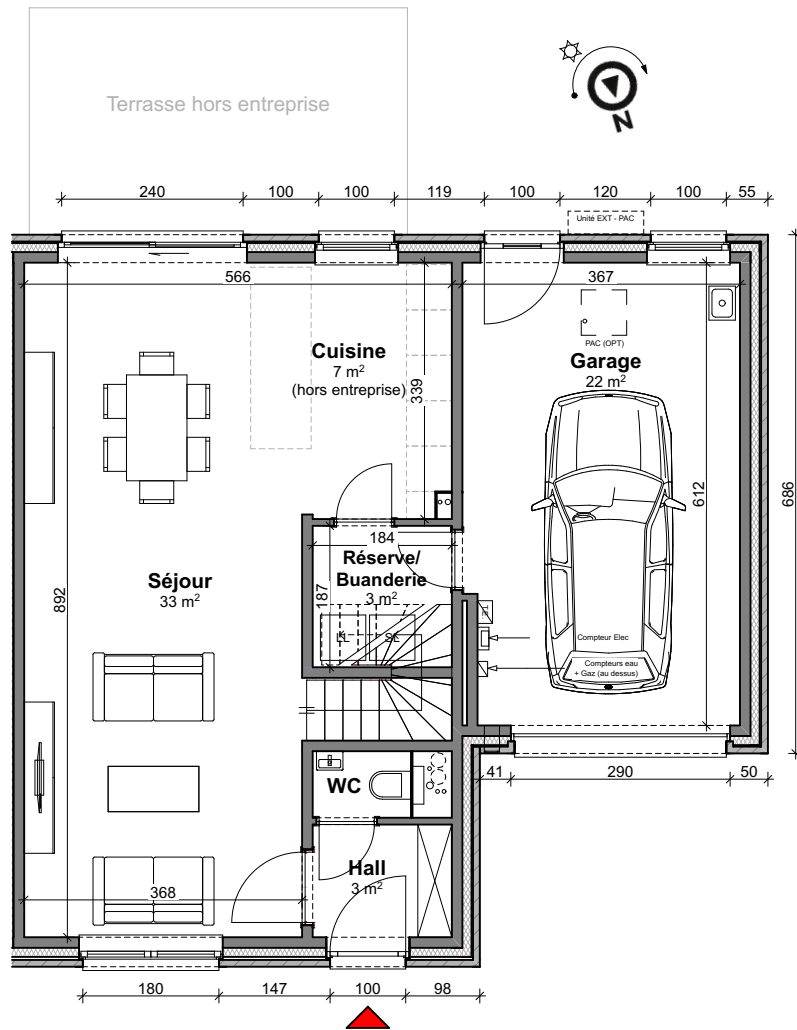 Terrasse hors entreprise
N
240
100
100
119
100
120
100
55
Unité EXT - PAC
566
367
Cuisine
7 m²
(hors entreprise)
339
PAC (OPT)
Garage
22 m²
612
686
184
Réserve/
Buanderie
3 m²
187
LL
SL
Séjour
33 m²
892
TE
Compteur Elec
Compteurs eau
+ Gaz (au dessus)
WC
41
290
50
Hall
3 m²
368
180
147
100
98